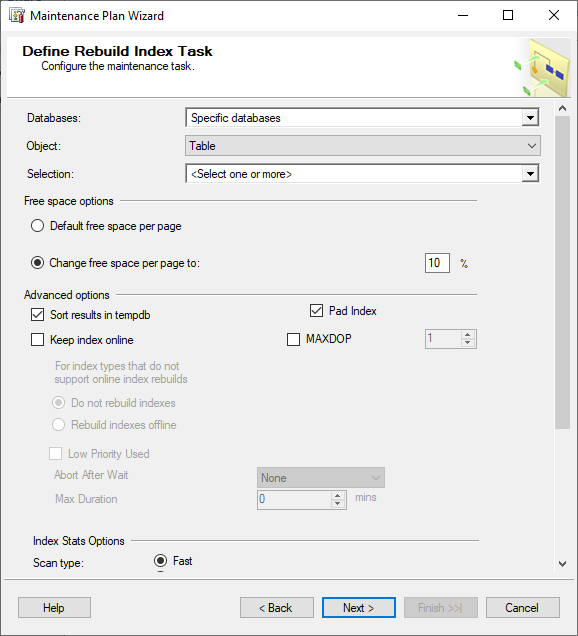 Maintenance Plan Wizard
Define Rebuild Index Task
Configure the maintenance task.
Databases: Specific databases
Object: Table
Selection: <Select one or more>
Free space options
Default free space per page
Change free space per page to: 10 %
Advanced options
Sort results in tempdb Pad Index
Keep index online MAXDOP 1
For index types that do not
support online index rebuilds
Do not rebuild indexes
Rebuild indexes offline
Low Priority Used
Abort After Wait None
Max Duration 0 mins
Index Stats Options
Scan type: Fast
Help < Back Next > Finish >>| Cancel